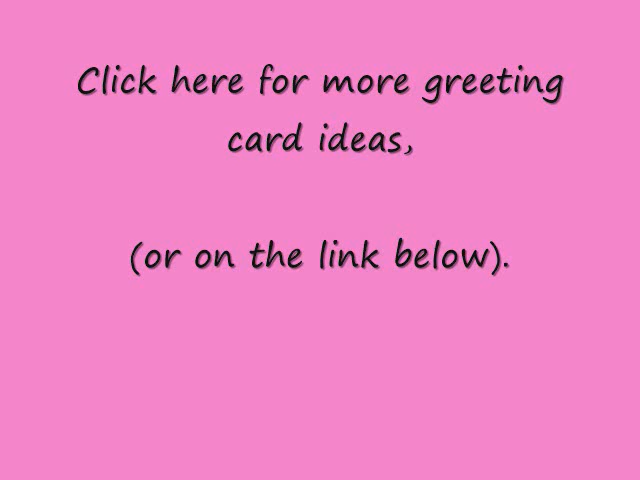 Click here for more greeting
card ideas,
(or on the link below).